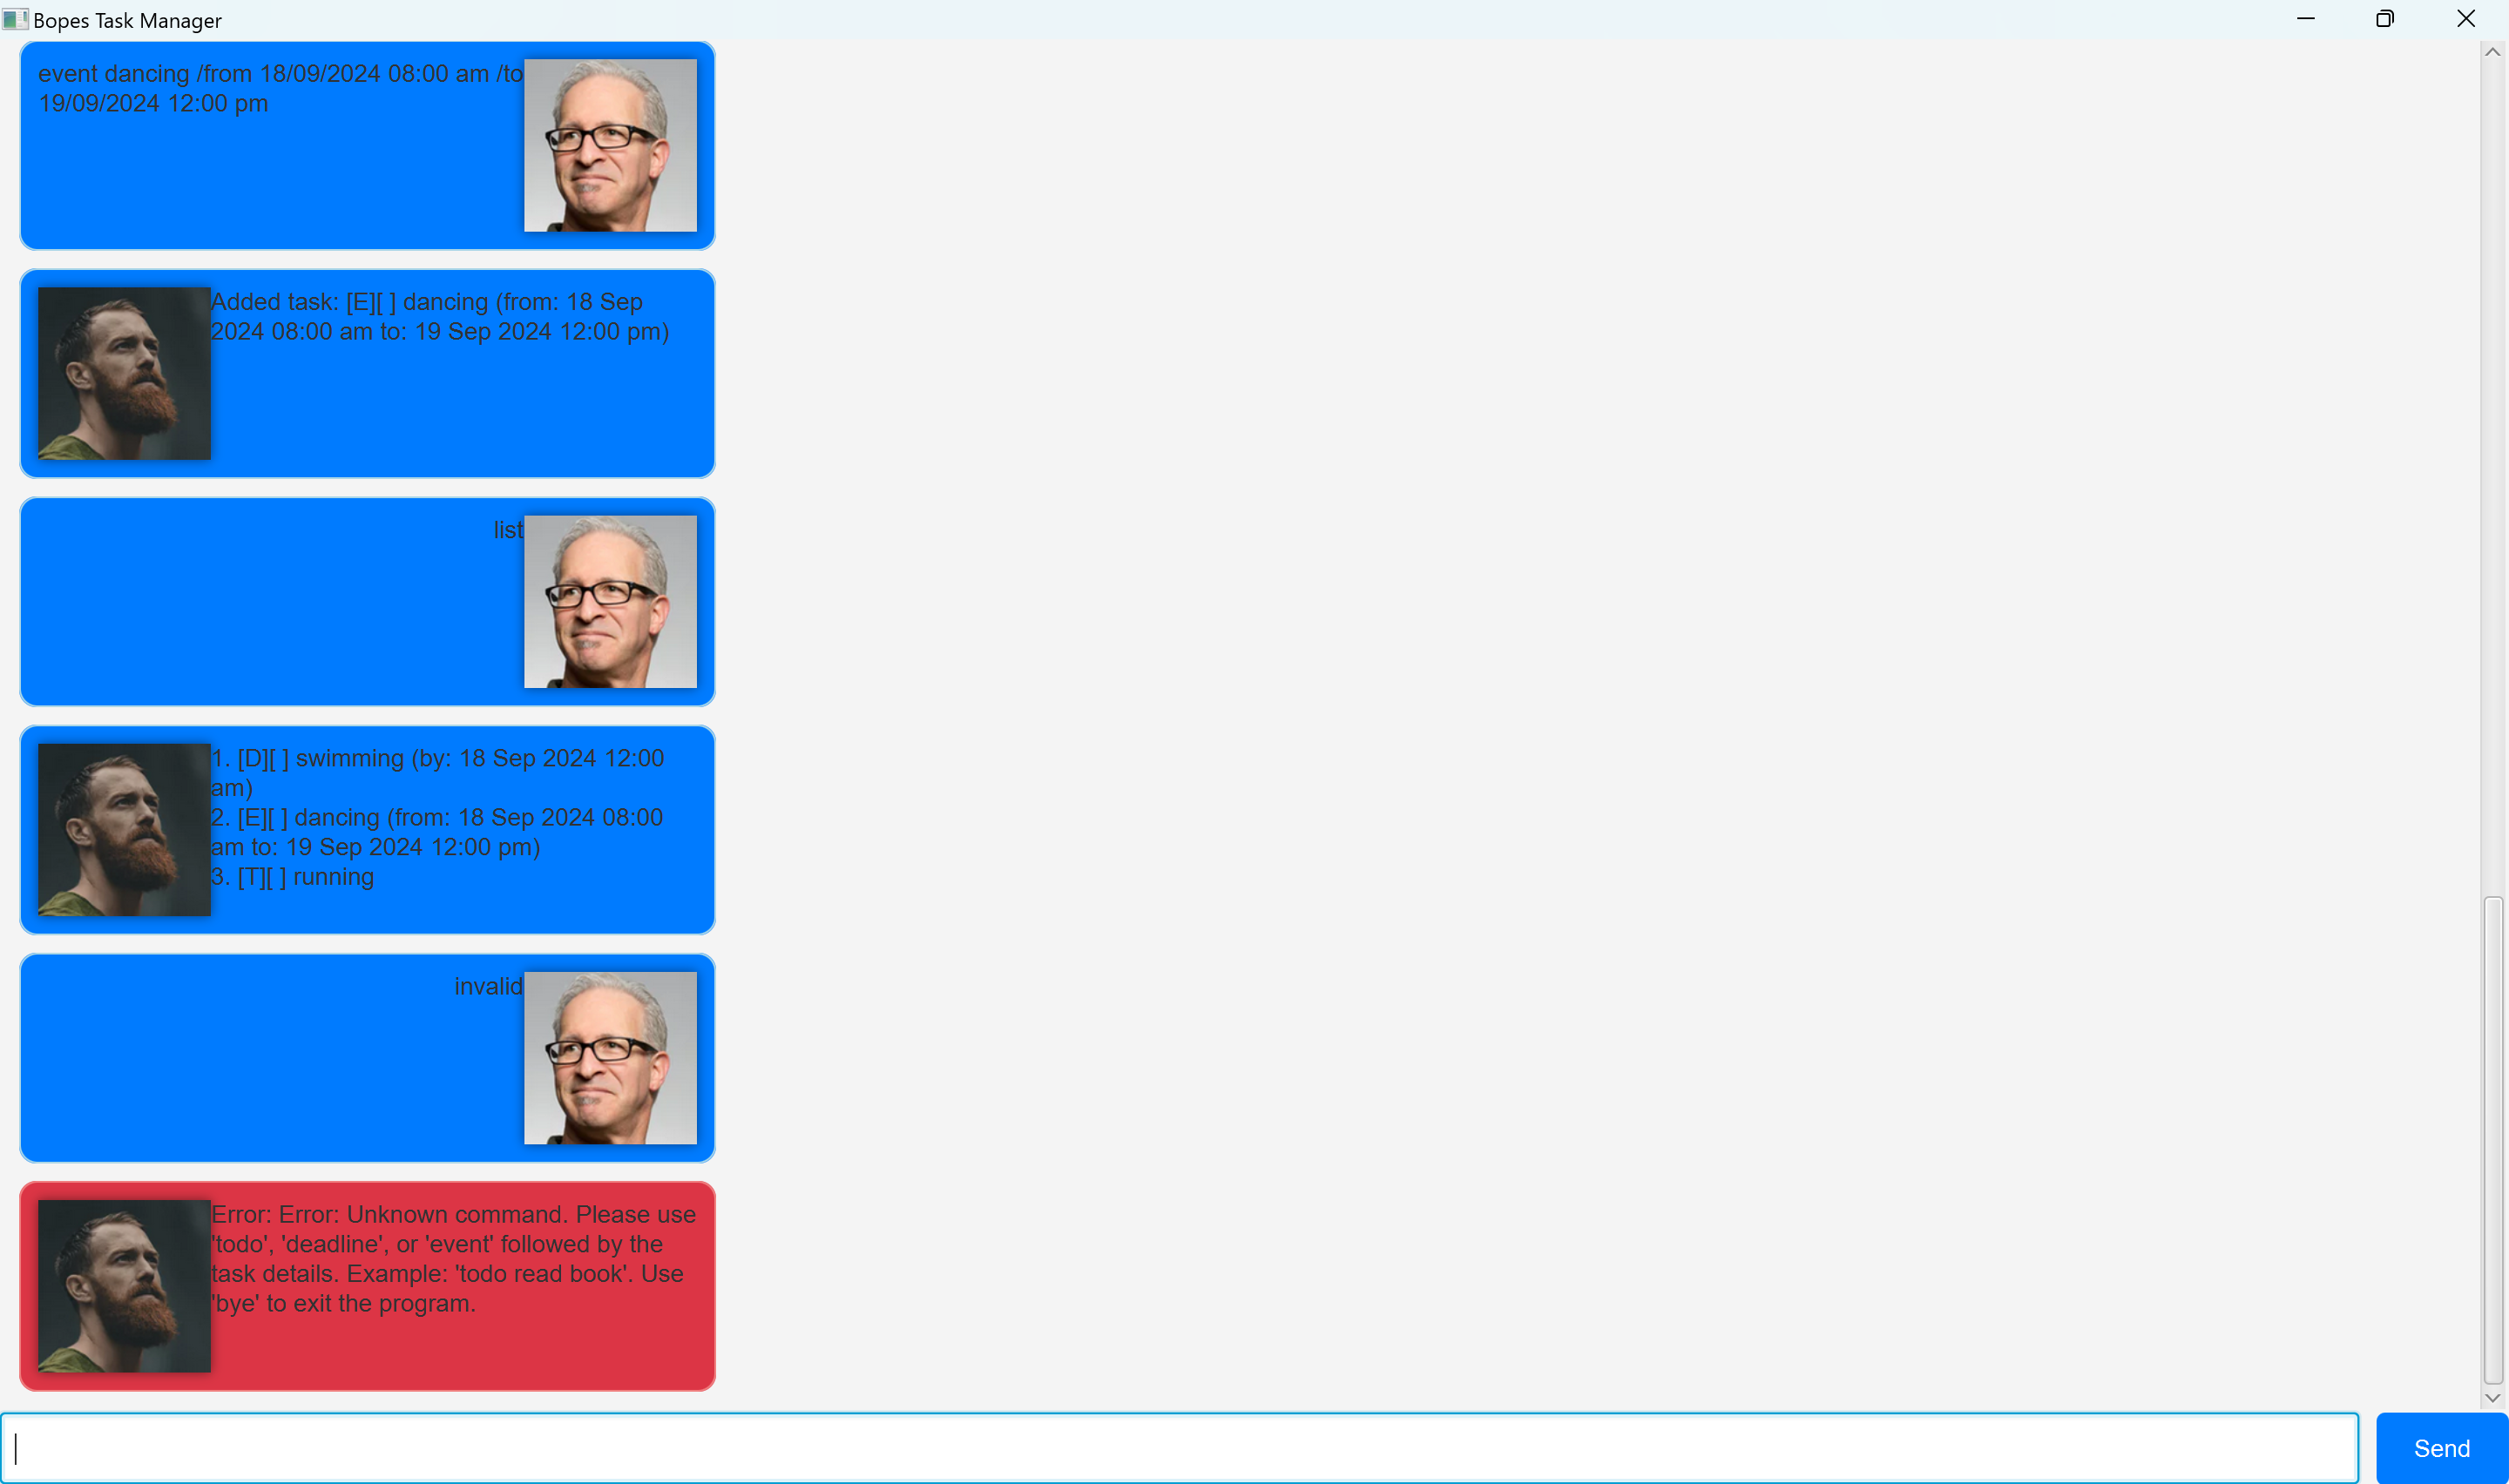 Bopes Task Manager
event dancing /from 18/09/2024 08:00 am /to
19/09/2024 12:00 pm
Added task: [E][ ] dancing (from: 18 Sep
2024 08:00 am to: 19 Sep 2024 12:00 pm)
list
1. [D][ ] swimming (by: 18 Sep 2024 12:00
am)
2. [E][ ] dancing (from: 18 Sep 2024 08:00
am to: 19 Sep 2024 12:00 pm)
3. [T][ ] running
invalid
Error: Error: Unknown command. Please use
'todo', 'deadline', or 'event' followed by the
task details. Example: 'todo read book'. Use
'bye' to exit the program.
Send